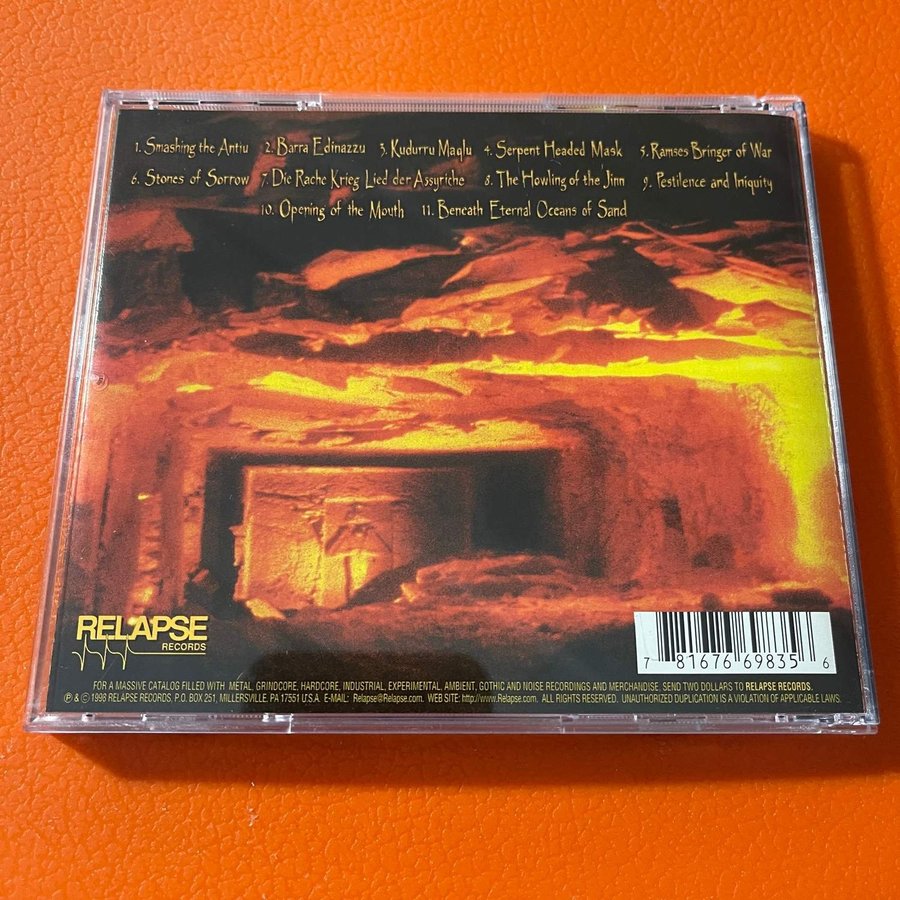 1. Smashing the Antiu 2. Barra Edinazzu 3. Kudurru Maqlu 4. Serpent Headed Mask 5. Ramses Bringer of War
6. Stones of Sorrow 7. Die Rache Krieg Lied der Assyriche 8. The Howling of the Jinn 9. Pestilence and Iniquity
10. Opening of the Mouth 11. Beneath Eternal Oceans of Sand
RELAPSE
RECORDS
7 81676 69835 6
FOR A MASSIVE CATALOG FILLED WITH METAL, GRINDCORE, HARDCORE, INDUSTRIAL, EXPERIMENTAL, AMBIENT, GOTHIC AND NOISE RECORDINGS AND MERCHANDISE, SEND TWO DOLLARS TO RELAPSE RECORDS.
℗ & © 1998 RELAPSE RECORDS. P.O. BOX 251, MILLERSVILLE, PA 17551 U.S.A. E-MAIL: Relapse@Relapse.com. WEB SITE: http://www.Relapse.com. ALL RIGHTS RESERVED. UNAUTHORIZED DUPLICATION IS A VIOLATION OF APPLICABLE LAWS.